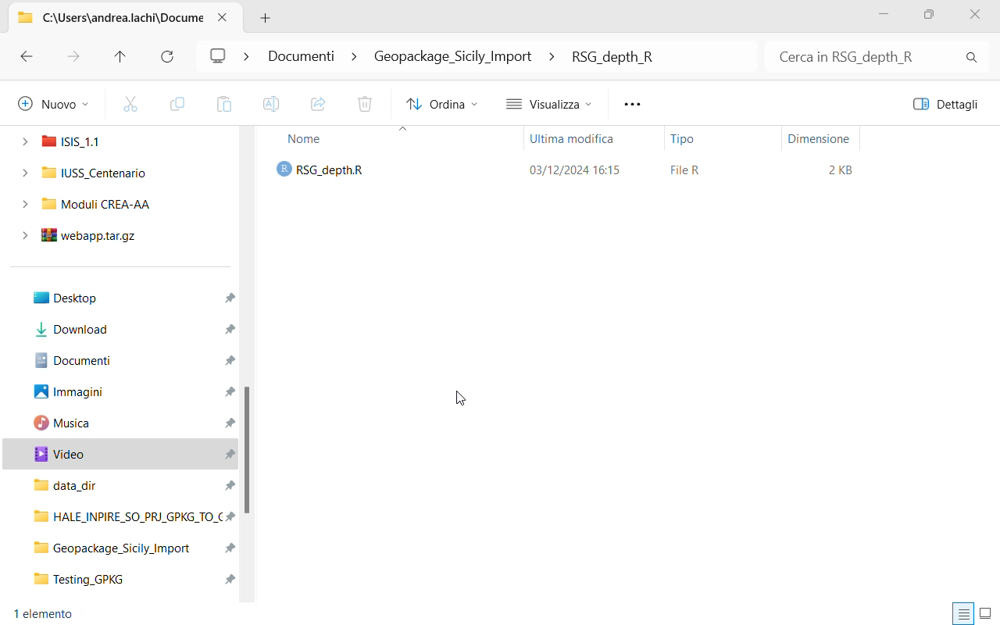 C:\Users\andrea.lachi\Docume
Documenti > Geopackage_Sicily_Import > RSG_depth_R
Cerca in RSG_depth_R
Nuovo
Ordina
Visualizza
Dettagli
ISIS_1.1
IUSS_Centenario
Moduli CREA-AA
webapp.tar.gz
Desktop
Download
Documenti
Immagini
Musica
Video
data_dir
HALE_INPIRE_SO_PRJ_GPKG_TO_G
Geopackage_Sicily_Import
Testing_GPKG
Nome Ultima modifica Tipo Dimensione
RSG_depth.R 03/12/2024 16:15 File R 2 KB
1 elemento